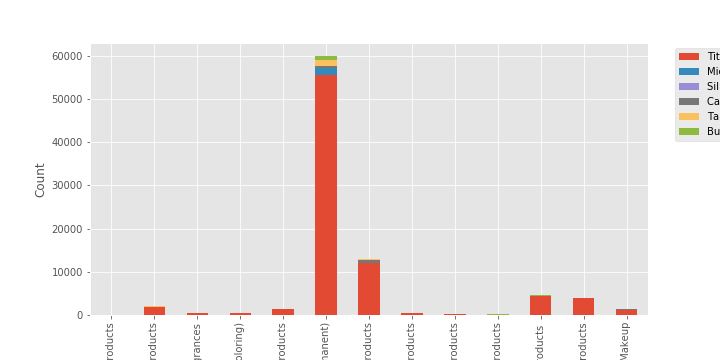 60000
50000
40000
30000
20000
10000
0
Count
roducts
roducts
grances
oloring)
roducts
nanent)
roducts
roducts
roducts
roducts
roducts
roducts
Makeup
Tit
Mic
Sil
Ca
Ta
Bu